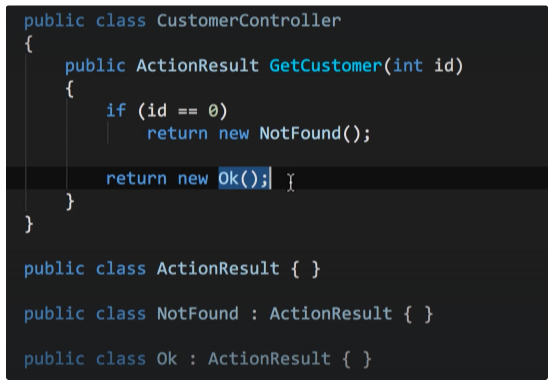 public class CustomerController
{
    public ActionResult GetCustomer(int id)
    {
        if (id == 0)
            return new NotFound();
        return new Ok();
    }
}
public class ActionResult { }
public class NotFound : ActionResult { }
public class Ok : ActionResult { }